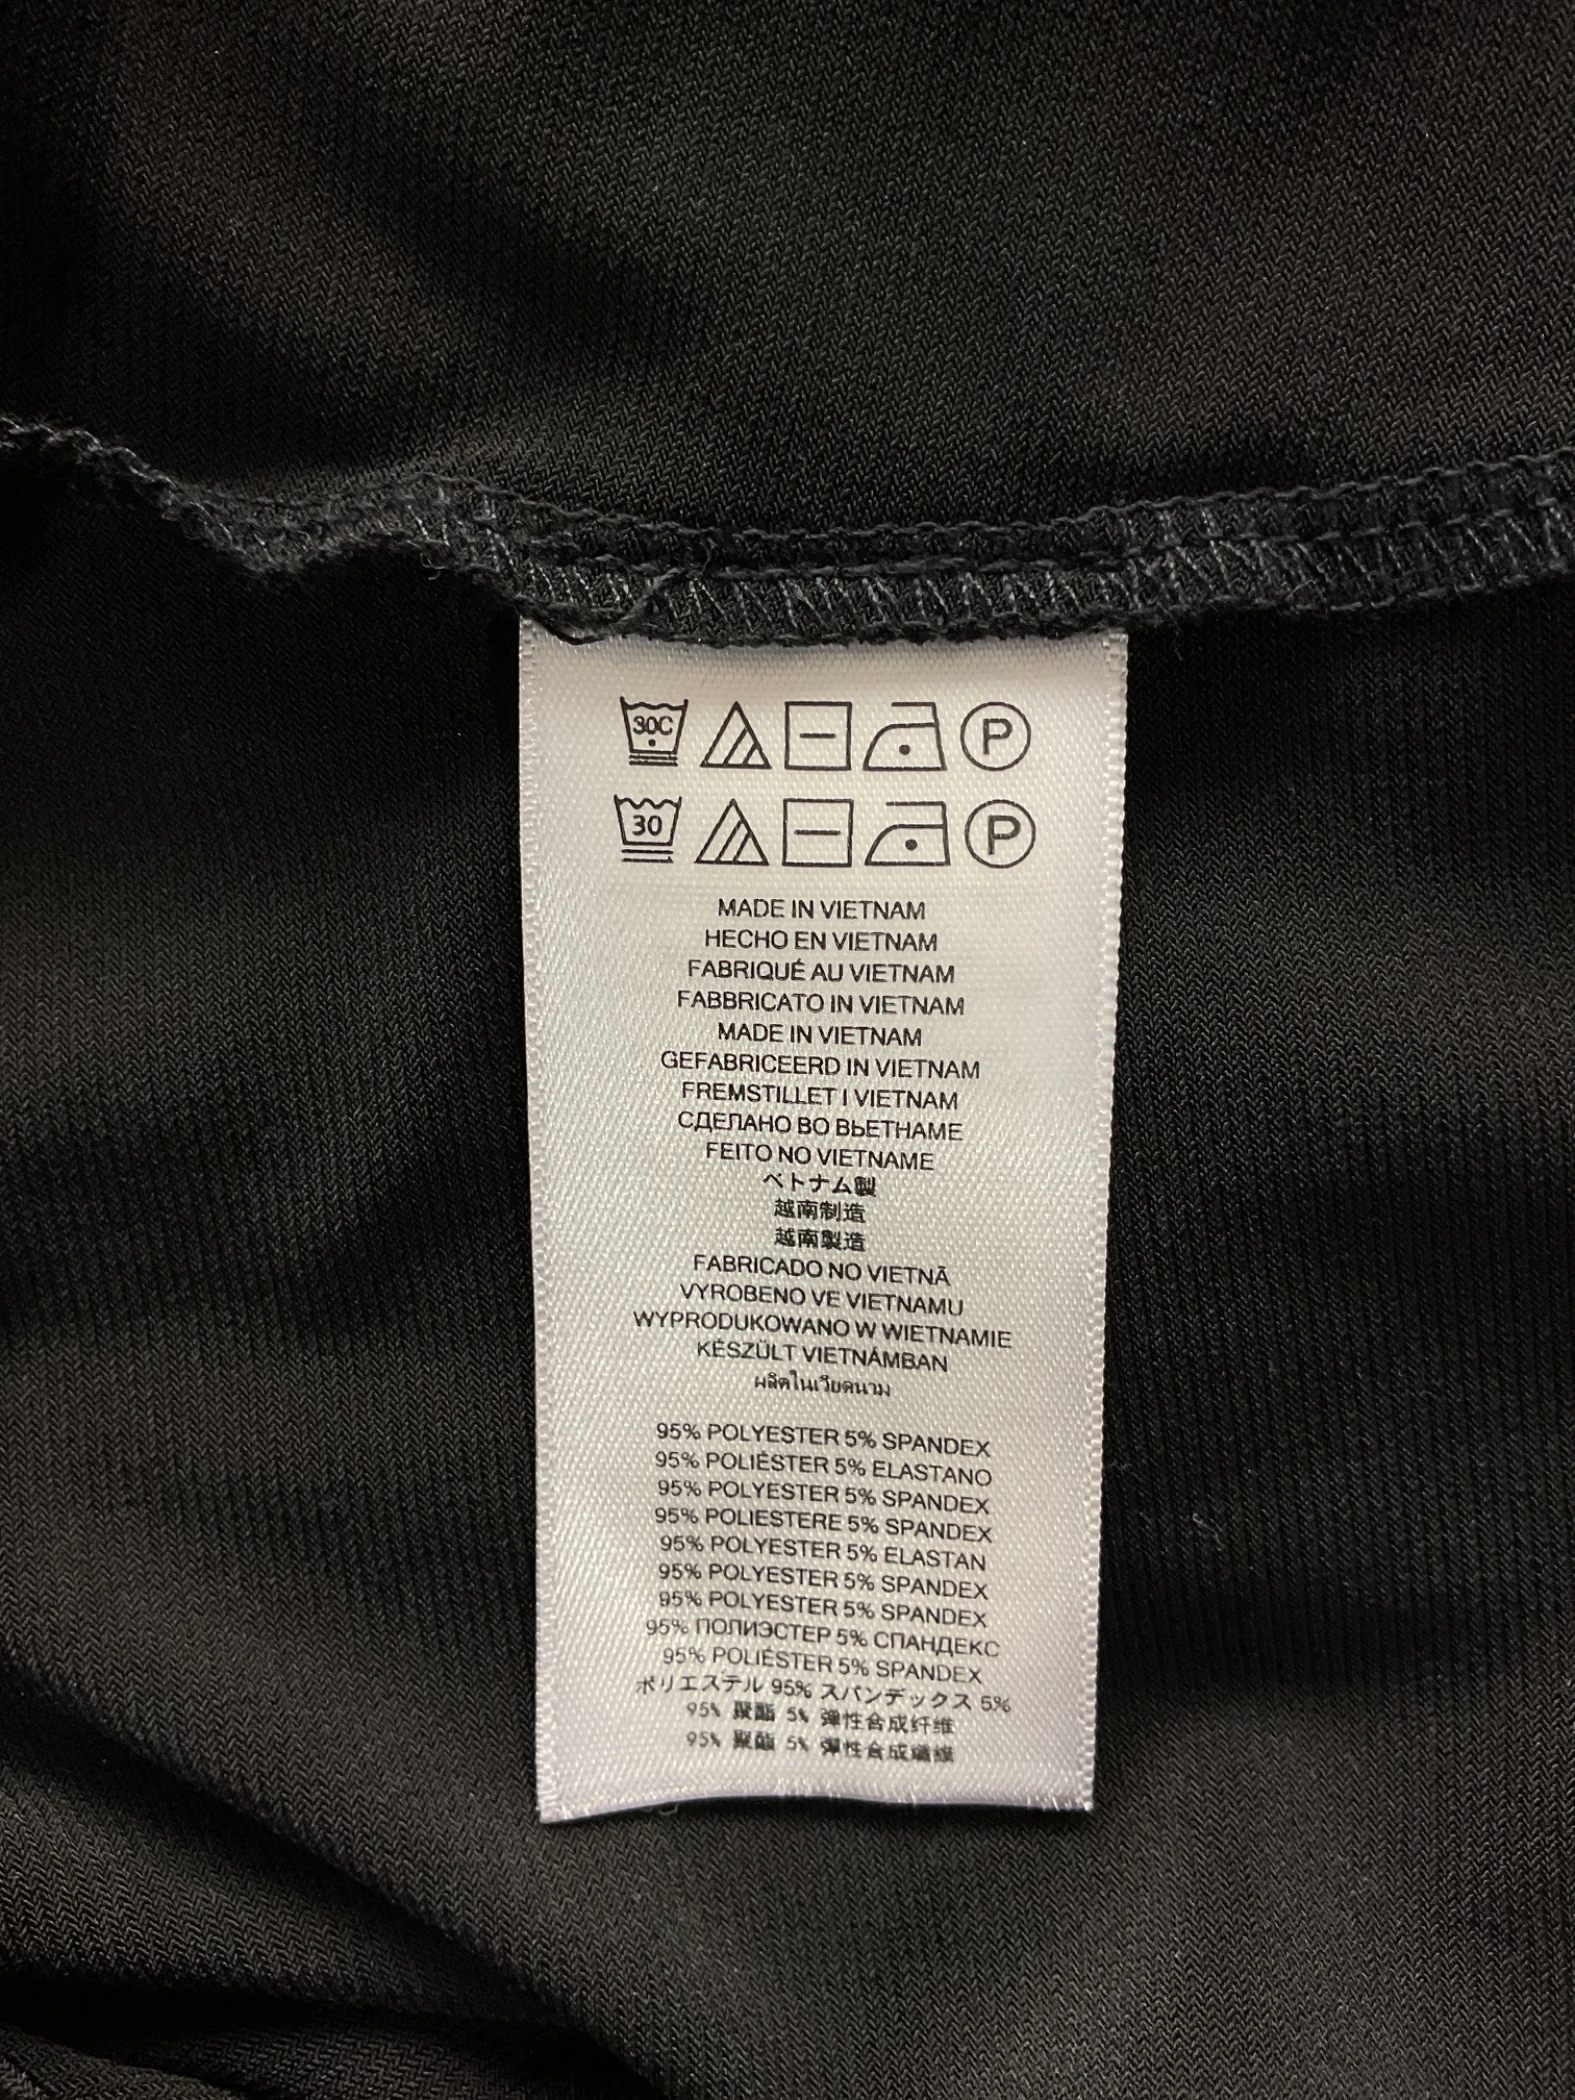 30C P
30 P
MADE IN VIETNAM
HECHO EN VIETNAM
FABRIQUÉ AU VIETNAM
FABBRICATO IN VIETNAM
MADE IN VIETNAM
GEFABRICEERD IN VIETNAM
FREMSTILLET I VIETNAM
СДЕЛАНО ВО ВЬЕТНАМЕ
FEITO NO VIETNAME
ベトナム製
越南制造
越南製造
FABRICADO NO VIETNÃ
VYROBENO VE VIETNAMU
WYPRODUKOWANO W WIETNAMIE
KÉSZÜLT VIETNÁMBAN
ผลิตในเวียดนาม
95% POLYESTER 5% SPANDEX
95% POLIÉSTER 5% ELASTANO
95% POLYESTER 5% SPANDEX
95% POLIESTERE 5% SPANDEX
95% POLYESTER 5% ELASTAN
95% POLYESTER 5% SPANDEX
95% POLYESTER 5% SPANDEX
95% ПОЛИЭСТЕР 5% СПАНДЕКС
95% POLIÉSTER 5% SPANDEX
ポリエステル 95% スパンデックス 5%
95% 聚酯 5% 弹性合成纤维
95% 聚酯 5% 彈性合成纖維